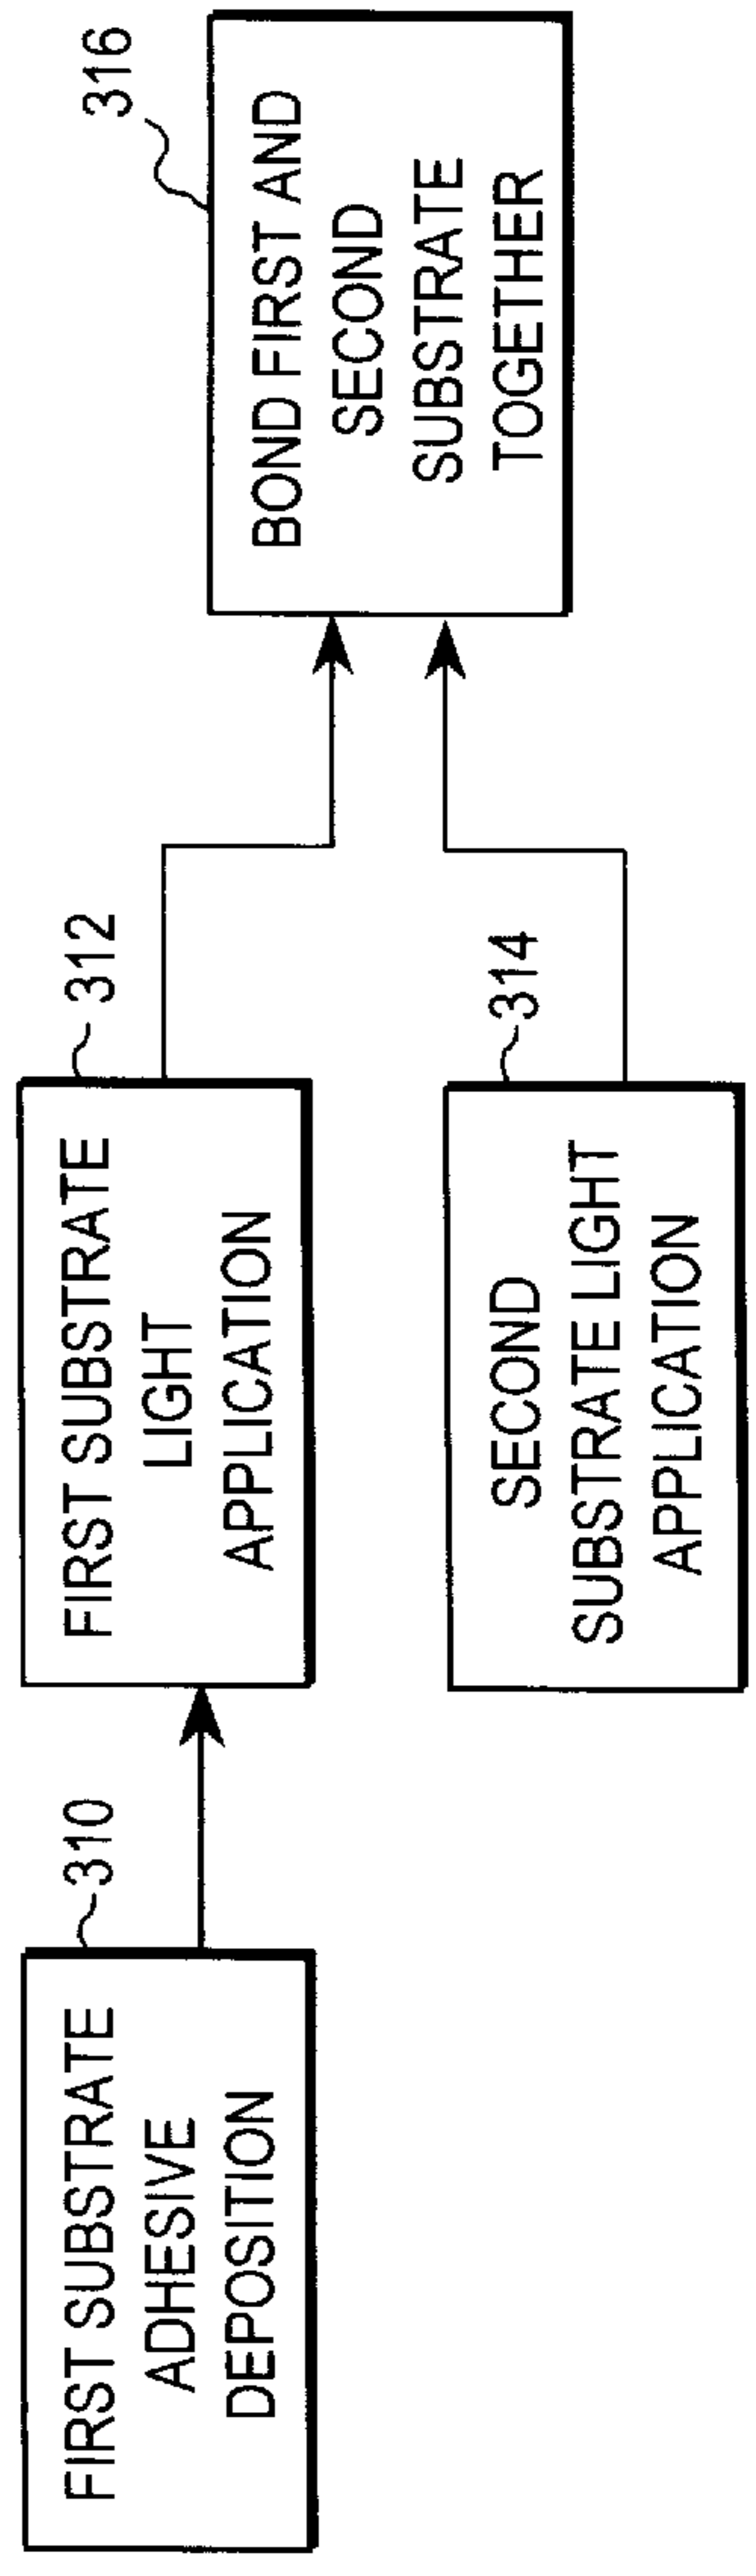 310
FIRST SUBSTRATE
ADHESIVE
DEPOSITION
312
FIRST SUBSTRATE
LIGHT
APPLICATION
314
SECOND
SUBSTRATE LIGHT
APPLICATION
316
BOND FIRST AND
SECOND
SUBSTRATE
TOGETHER